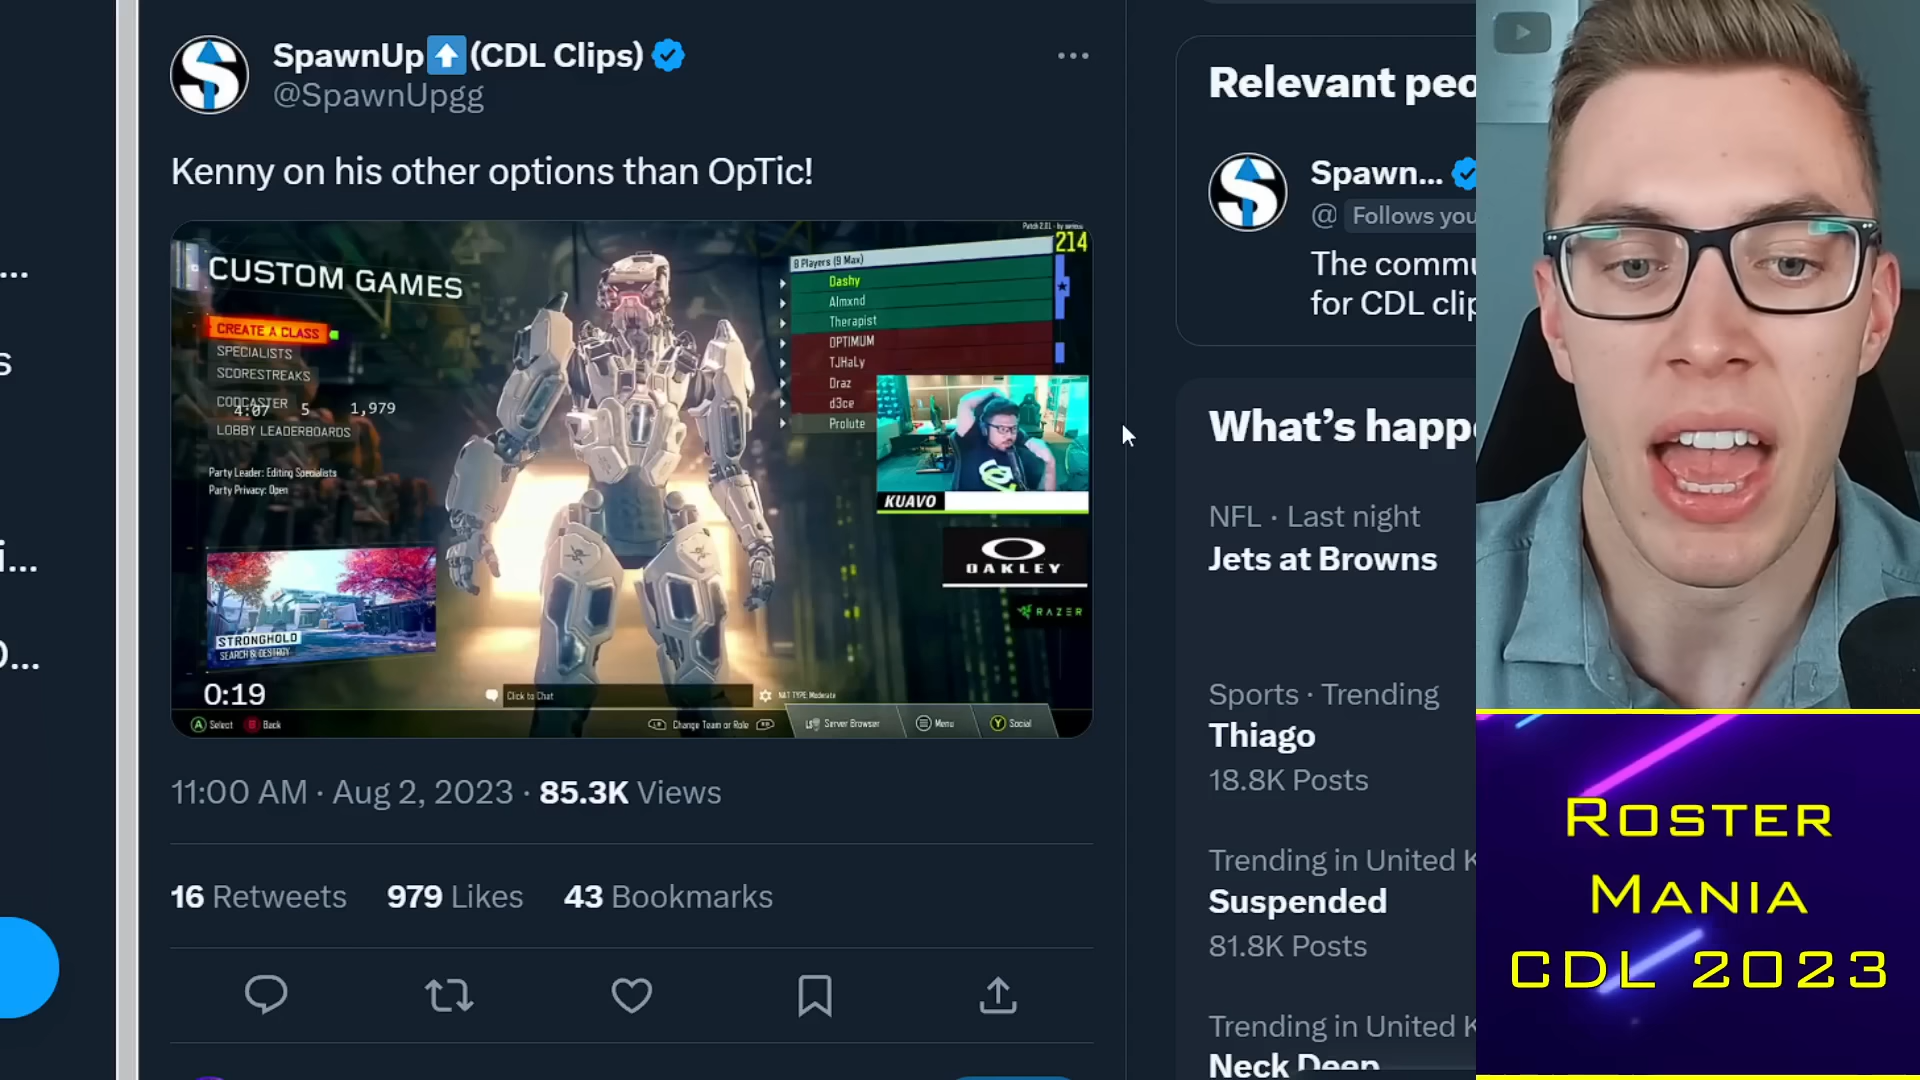 SpawnUp⬆️(CDL Clips)
@SpawnUpgg
Kenny on his other options than OpTic!
Patch 2.01
214
CUSTOM GAMES
CREATE A CLASS
SPECIALISTS
SCORESTREAKS
CODCASTER
4:07 5 1,979
LOBBY LEADERBOARDS
Party Leader: Editing Specialists
Party Privacy: Open
8 Players (9 Max)
Dashy
Almxnd
Therapist
OPTIMUM
TJHaLy
Draz
d3ce
Prolute
KUAVO
OAKLEY
RAZER
STRONGHOLD
SEARCH & DESTROY
0:19
Click to Chat
NAT TYPE: Moderate
A Select B Back
Change Team or Role
Server Browser
Menu
Y Social
11:00 AM · Aug 2, 2023 · 85.3K Views
16 Retweets 979 Likes 43 Bookmarks
Relevant peo
Spawn...
@ Follows you
The commu
for CDL clip
What's happ
NFL · Last night
Jets at Browns
Sports · Trending
Thiago
18.8K Posts
Trending in United K
Suspended
81.8K Posts
Trending in United K
Neck Deep
ROSTER
MANIA
CDL 2023